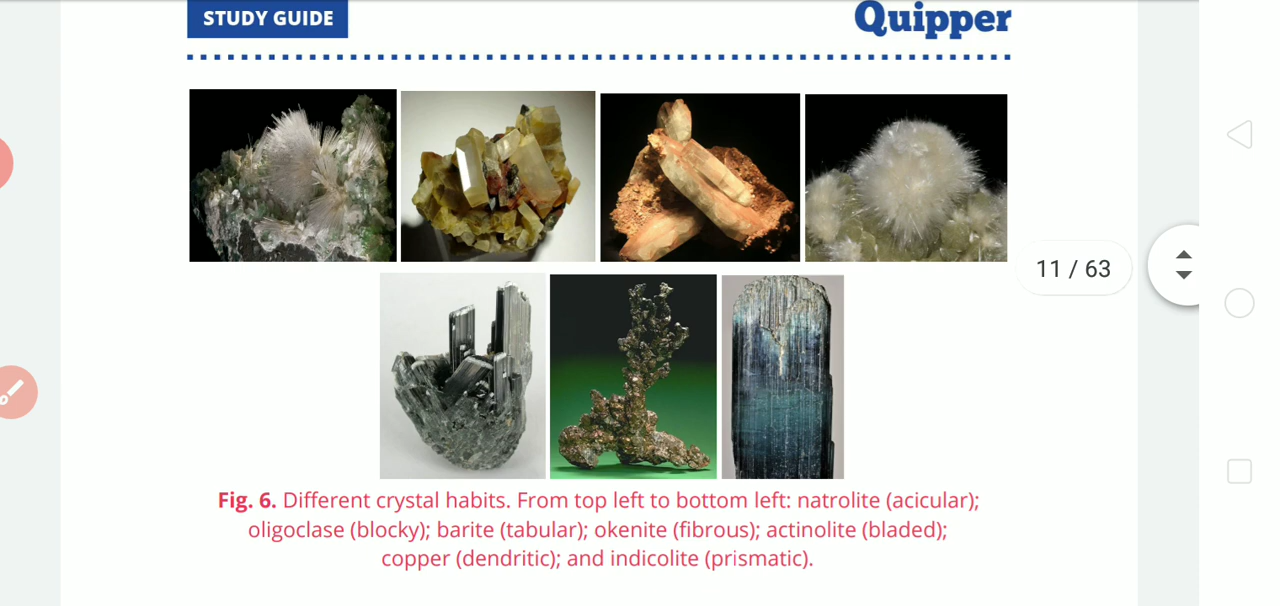 STUDY GUIDE
Quipper
11 / 63
Fig. 6. Different crystal habits. From top left to bottom left: natrolite (acicular);
oligoclase (blocky); barite (tabular); okenite (fibrous); actinolite (bladed);
copper (dendritic); and indicolite (prismatic).